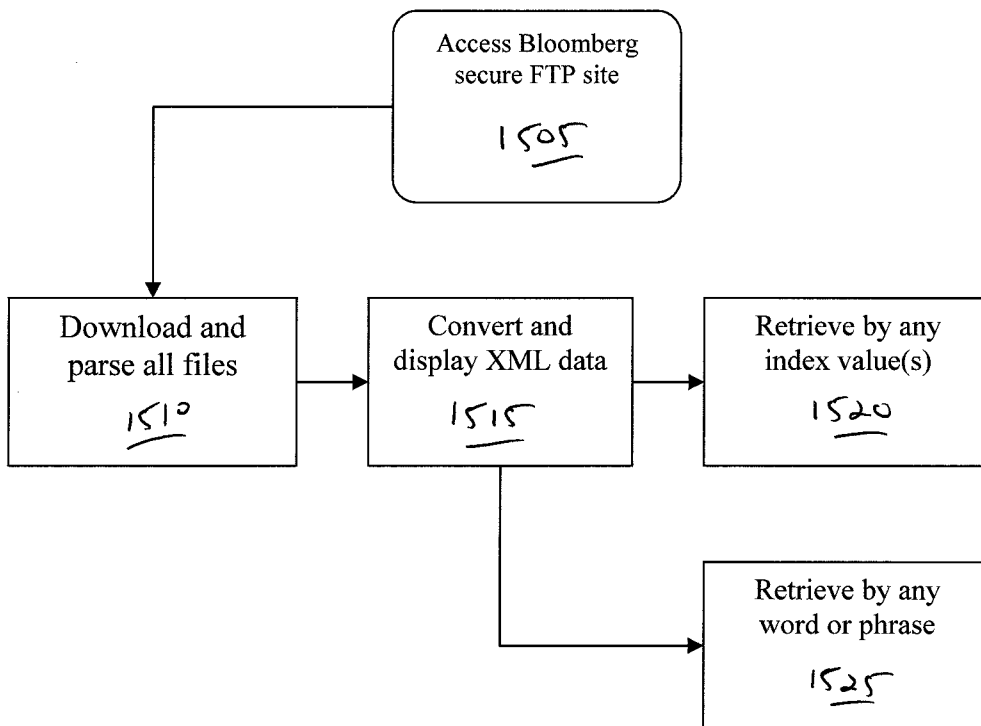 Access Bloomberg
secure FTP site
1505
Download and
parse all files
1510
Convert and
display XML data
1515
Retrieve by any
index value(s)
1520
Retrieve by any
word or phrase
1525